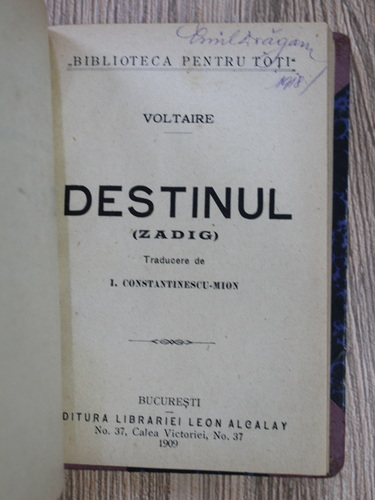 „BIBLIOTECA PENTRU TOȚI"
VOLTAIRE
DESTINUL
(ZADIG)
Traducere de
I. CONSTANTINESCU-MION
BUCUREȘTI
DITURA LIBRARIEI LEON ALCALAY
No. 37, Calea Victoriei, No. 37
1909